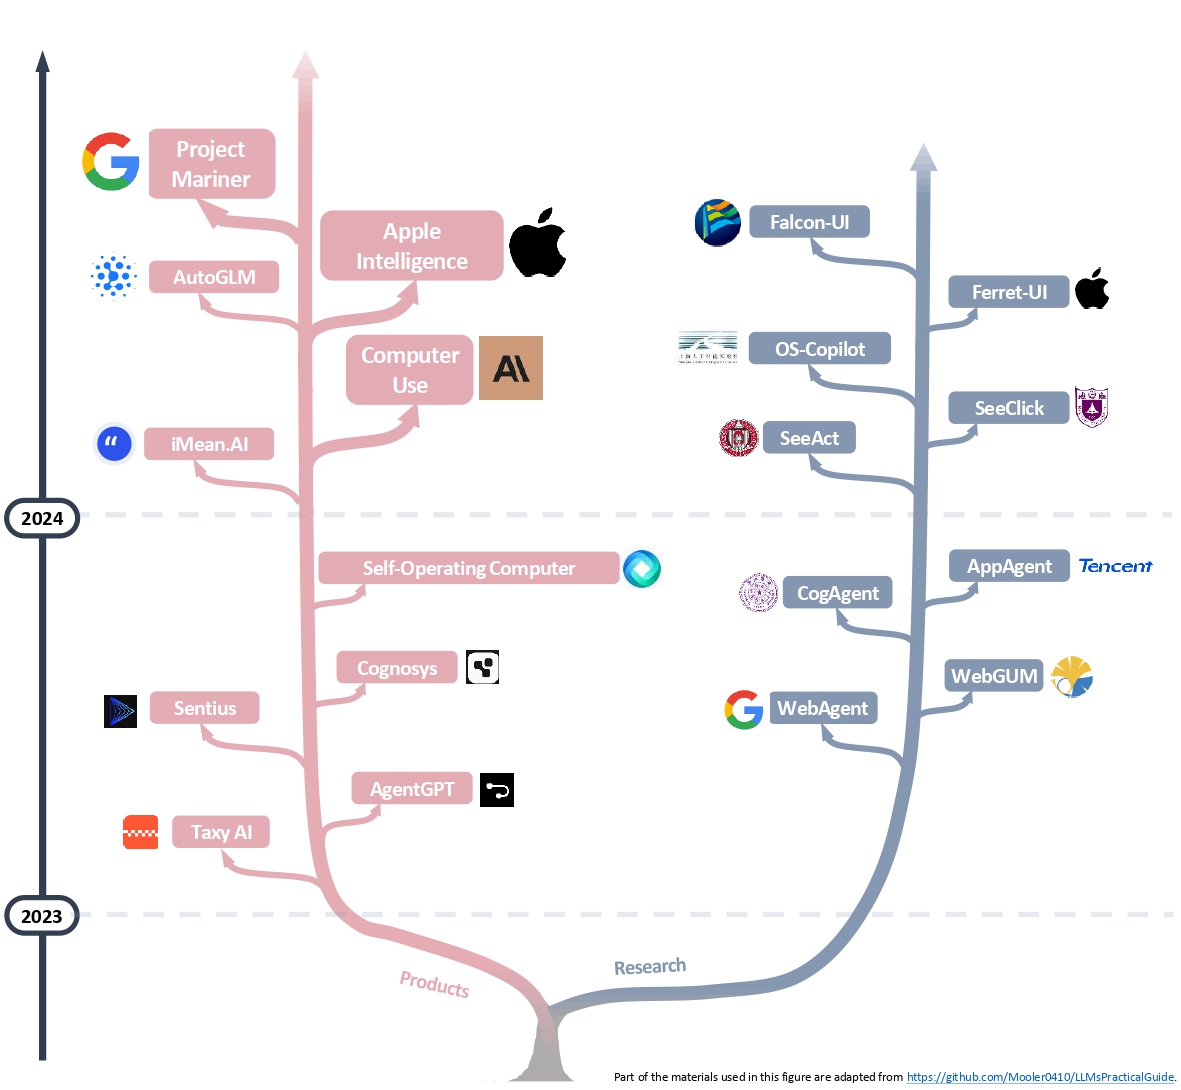 Project
Mariner
Apple
Intelligence
AutoGLM
Computer
Use
AI
iMean.AI
2024
Self-Operating Computer
Cognosys
Sentius
AgentGPT
Taxy AI
2023
Products
Falcon-UI
Ferret-UI
OS-Copilot
SeeClick
SeeAct
AppAgent
Tencent
CogAgent
WebGUM
WebAgent
Research
Part of the materials used in this figure are adapted from https://github.com/Mooler0410/LLMsPracticalGuide.